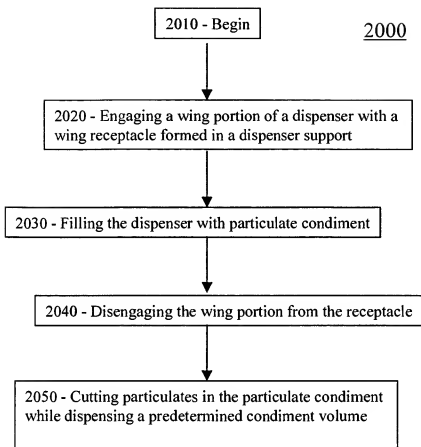 2010 - Begin
2000
2020 - Engaging a wing portion of a dispenser with a
wing receptacle formed in a dispenser support
2030 - Filling the dispenser with particulate condiment
2040 - Disengaging the wing portion from the receptacle
2050 - Cutting particulates in the particulate condiment
while dispensing a predetermined condiment volume